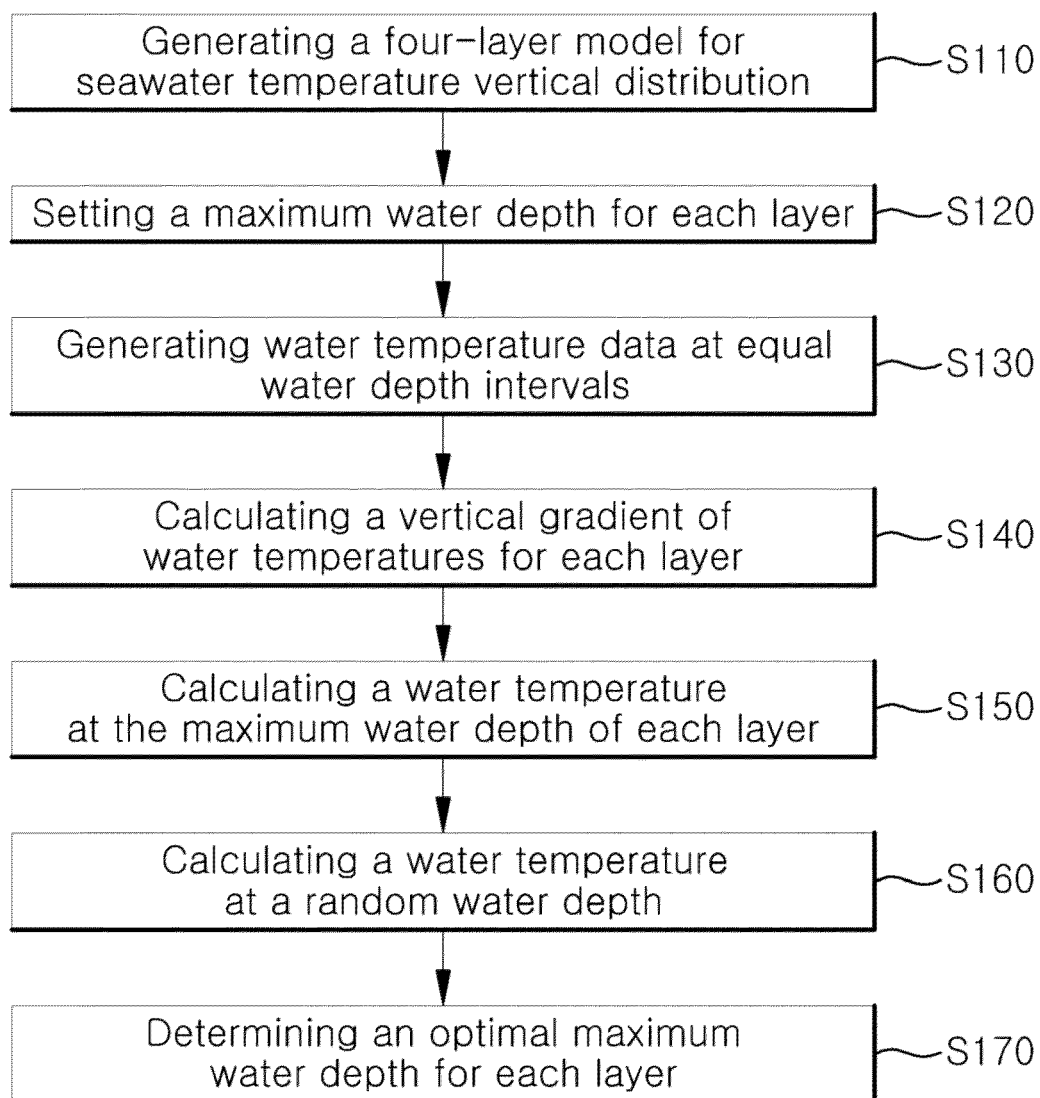 Generating a four-layer model for
seawater temperature vertical distribution
S110
Setting a maximum water depth for each layer
S120
Generating water temperature data at equal
water depth intervals
S130
Calculating a vertical gradient of
water temperatures for each layer
S140
Calculating a water temperature
at the maximum water depth of each layer
S150
Calculating a water temperature
at a random water depth
S160
Determining an optimal maximum
water depth for each layer
S170